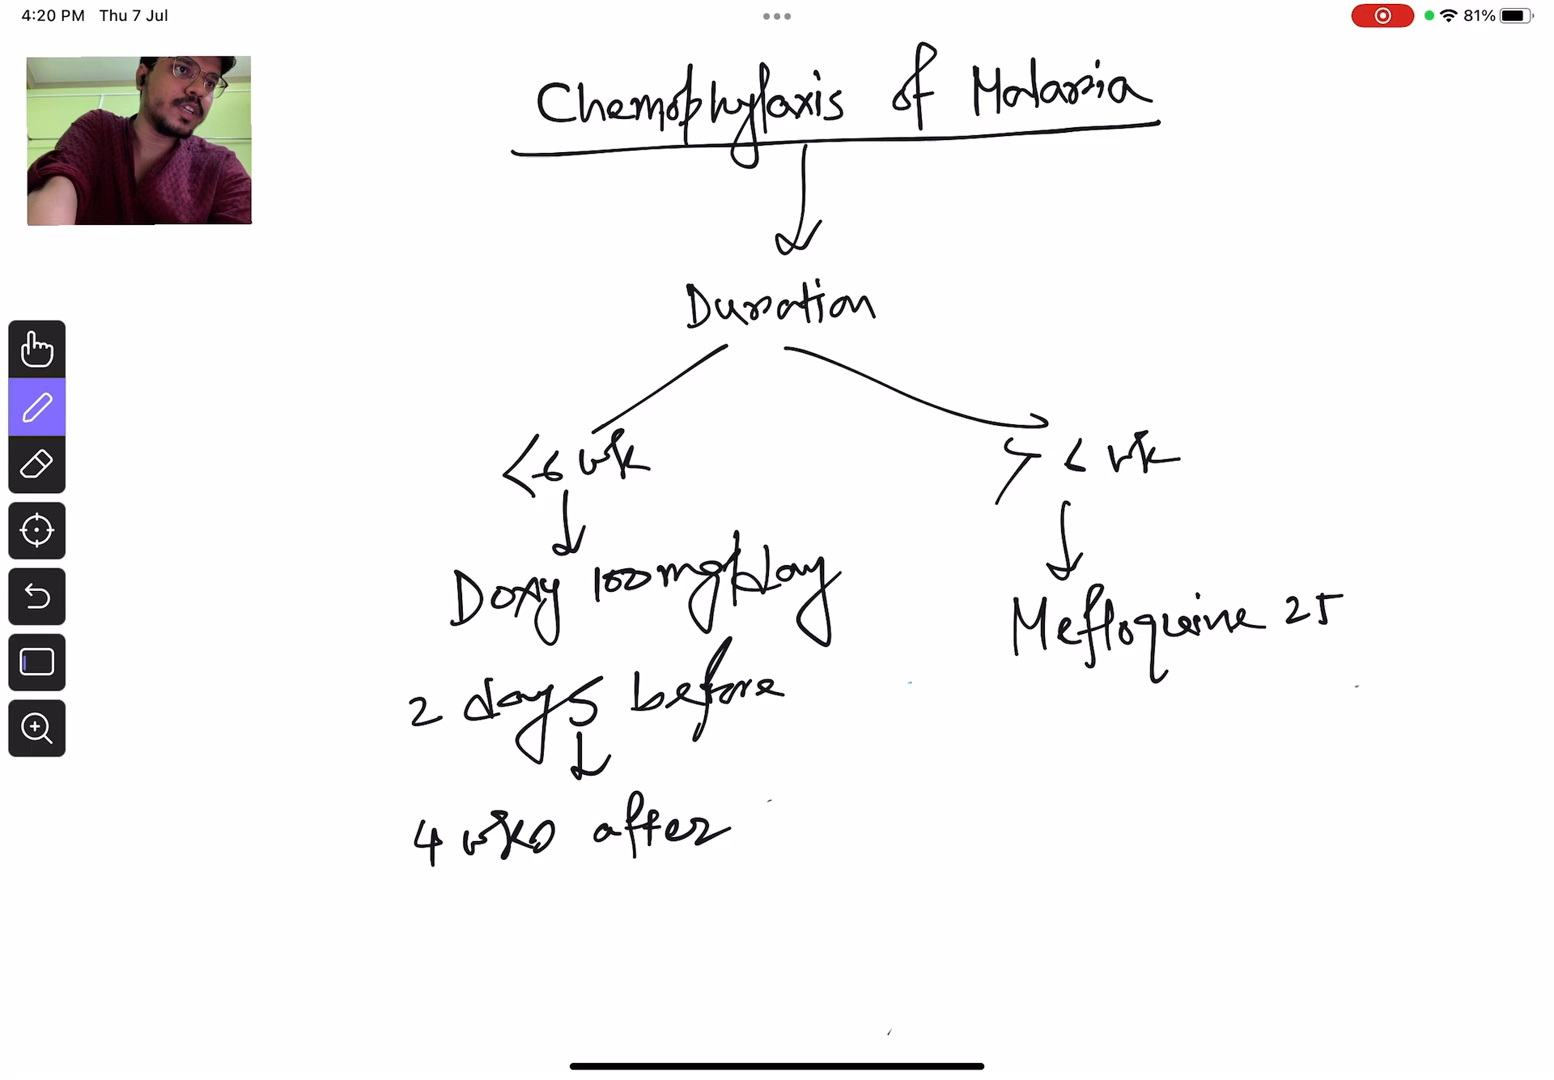 4:20 PM Thu 7 Jul
81%
Chemophylaxis of Malaria
Duration
<6 wk
> 6 wk
Doxy 100mg/day
Mefloquine 25
2 days before
4 wks after